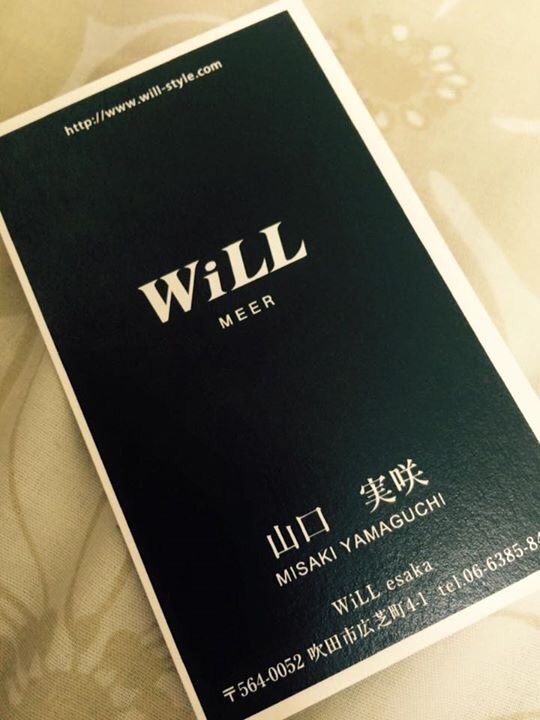 http://www.will-style.com
WiLL
MEER
山口 実咲
MISAKI YAMAGUCHI
WiLL esaka
〒564-0052 吹田市広芝町4-1 tel.06-6385-84